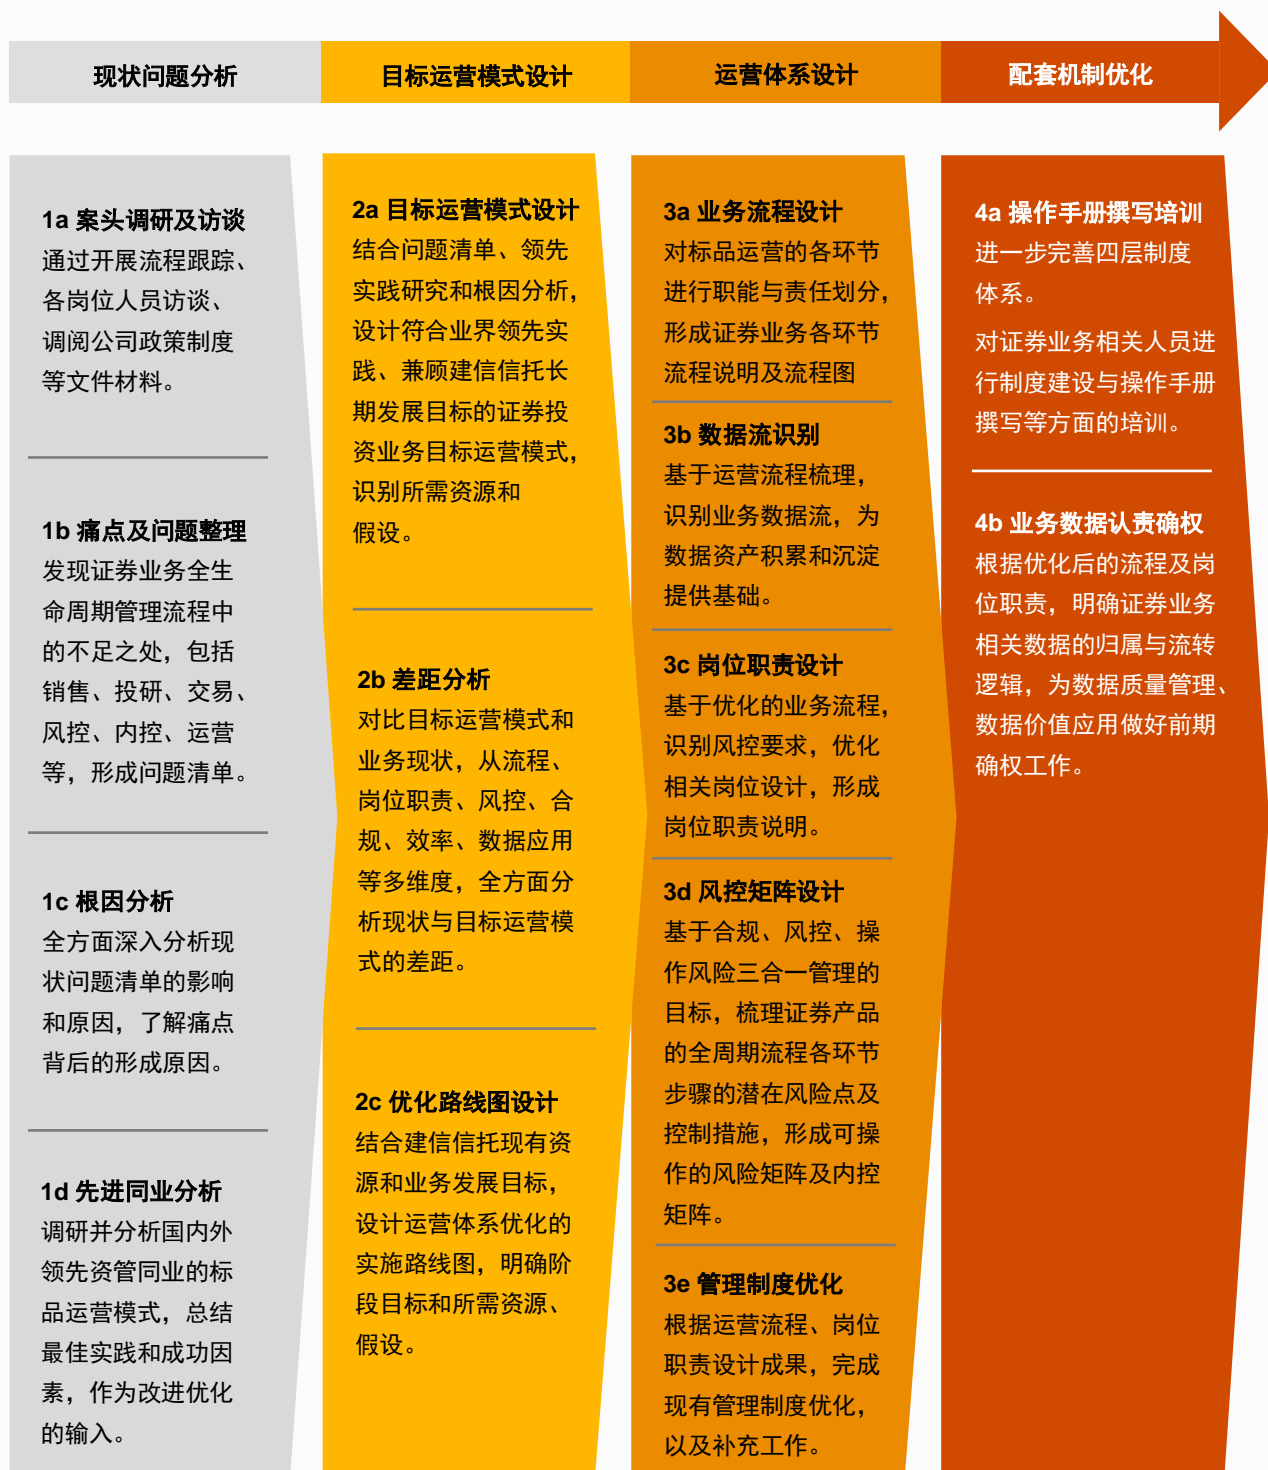 现状问题分析
目标运营模式设计
运营体系设计
配套机制优化
1a 案头调研及访谈
通过开展流程跟踪、
各岗位人员访谈、
调阅公司政策制度
等文件材料。
1b 痛点及问题整理
发现证券业务全生
命周期管理流程中
的不足之处，包括
销售、投研、交易、
风控、内控、运营
等，形成问题清单。
1c 根因分析
全方面深入分析现
状问题清单的影响
和原因，了解痛点
背后的形成原因。
1d 先进同业分析
调研并分析国内外
领先资管同业的标
品运营模式，总结
最佳实践和成功因
素，作为改进优化
的输入。
2a 目标运营模式设计
结合问题清单、领先
实践研究和根因分析，
设计符合业界领先实
践、兼顾建信信托长
期发展目标的证券投
资业务目标运营模式，
识别所需资源和
假设。
2b 差距分析
对比目标运营模式和
业务现状，从流程、
岗位职责、风控、合
规、效率、数据应用
等多维度，全方面分
析现状与目标运营模
式的差距。
2c 优化路线图设计
结合建信信托现有资
源和业务发展目标，
设计运营体系优化的
实施路线图，明确阶
段目标和所需资源、
假设。
3a 业务流程设计
对标品运营的各环节
进行职能与责任划分，
形成证券业务各环节
流程说明及流程图
3b 数据流识别
基于运营流程梳理，
识别业务数据流，为
数据资产积累和沉淀
提供基础。
3c 岗位职责设计
基于优化的业务流程，
识别风控要求，优化
相关岗位设计，形成
岗位职责说明。
3d 风控矩阵设计
基于合规、风控、操
作风险三合一管理的
目标，梳理证券产品
的全周期流程各环节
步骤的潜在风险点及
控制措施，形成可操
作的风险矩阵及内控
矩阵。
3e 管理制度优化
根据运营流程、岗位
职责设计成果，完成
现有管理制度优化，
以及补充工作。
4a 操作手册撰写培训
进一步完善四层制度
体系。
对证券业务相关人员进
行制度建设与操作手册
撰写等方面的培训。
4b 业务数据认责确权
根据优化后的流程及岗
位职责，明确证券业务
相关数据的归属与流转
逻辑，为数据质量管理、
数据价值应用做好前期
确权工作。